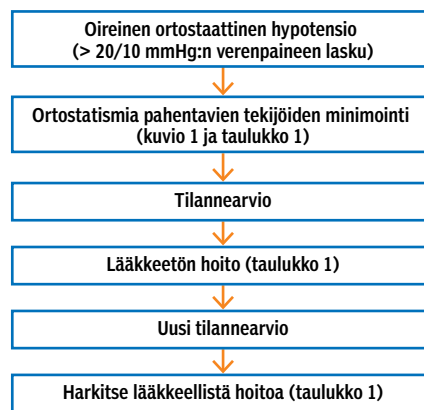 Oireinen ortostaattinen hypotensio
(> 20/10 mmHg:n verenpaineen lasku)
Ortostatismia pahentavien tekijöiden minimointi
(kuvio 1 ja taulukko 1)
Tilannearvio
Lääkkeetön hoito (taulukko 1)
Uusi tilannearvio
Harkitse lääkkeellistä hoitoa (taulukko 1)